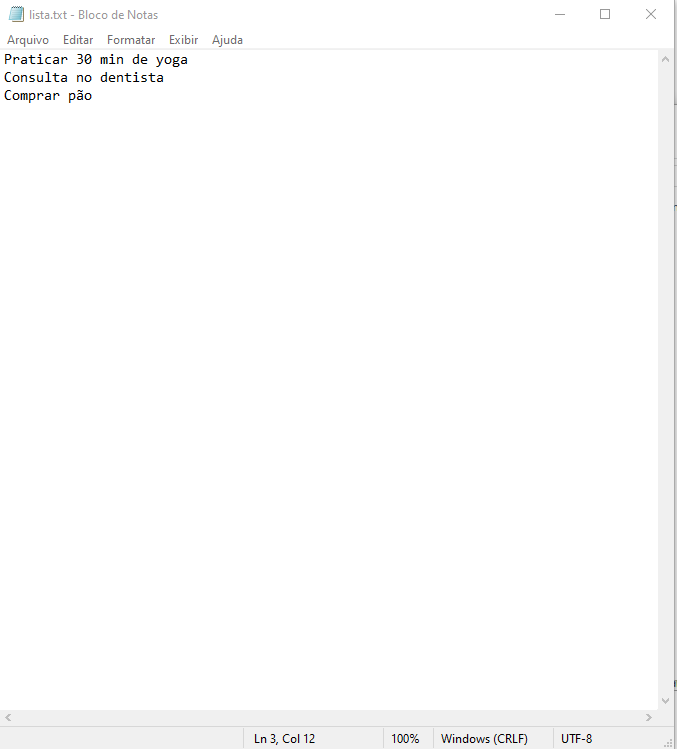 lista.txt - Bloco de Notas
Arquivo Editar Formatar Exibir Ajuda
Praticar 30 min de yoga
Consulta no dentista
Comprar pão
Ln 3, Col 12 100% Windows (CRLF) UTF-8